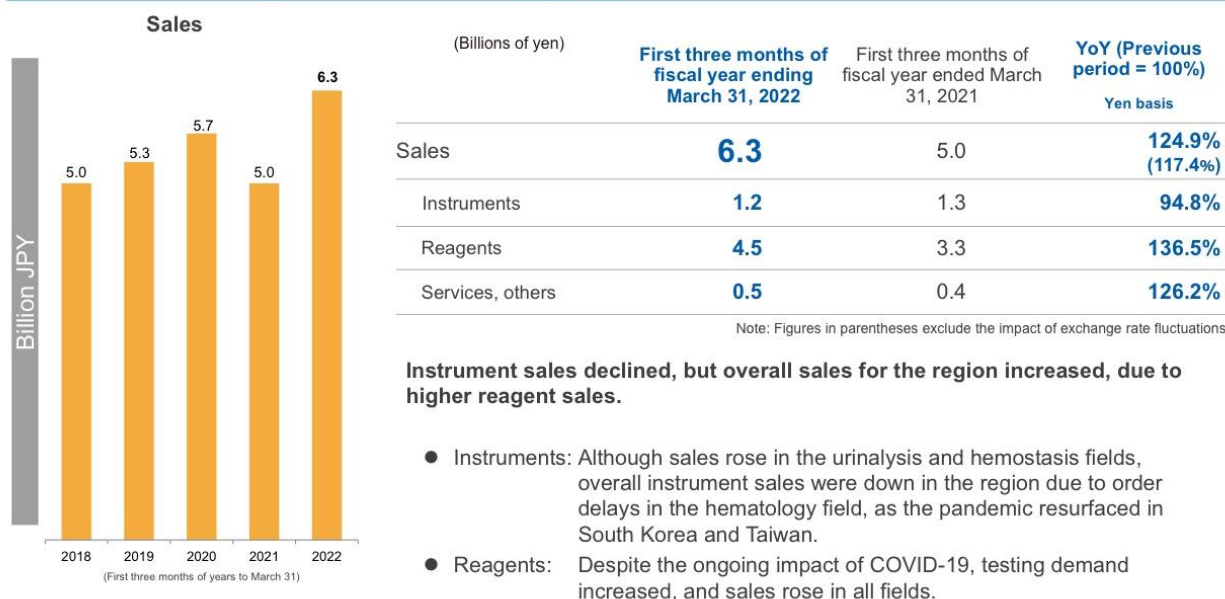 Sales
6.3
5.7
5.3
5.0
5.0
Billion JPY
2018 2019 2020 2021 2022
(First three months of years to March 31)
(Billions of yen)
First three months of
fiscal year ending
March 31, 2022
First three months of
fiscal year ended March
31, 2021
YoY (Previous
period = 100%)
Yen basis
Sales 6.3 5.0 124.9%
(117.4%)
Instruments 1.2 1.3 94.8%
Reagents 4.5 3.3 136.5%
Services, others 0.5 0.4 126.2%
Note: Figures in parentheses exclude the impact of exchange rate fluctuations
Instrument sales declined, but overall sales for the region increased, due to
higher reagent sales.
● Instruments: Although sales rose in the urinalysis and hemostasis fields,
overall instrument sales were down in the region due to order
delays in the hematology field, as the pandemic resurfaced in
South Korea and Taiwan.
● Reagents: Despite the ongoing impact of COVID-19, testing demand
increased, and sales rose in all fields.